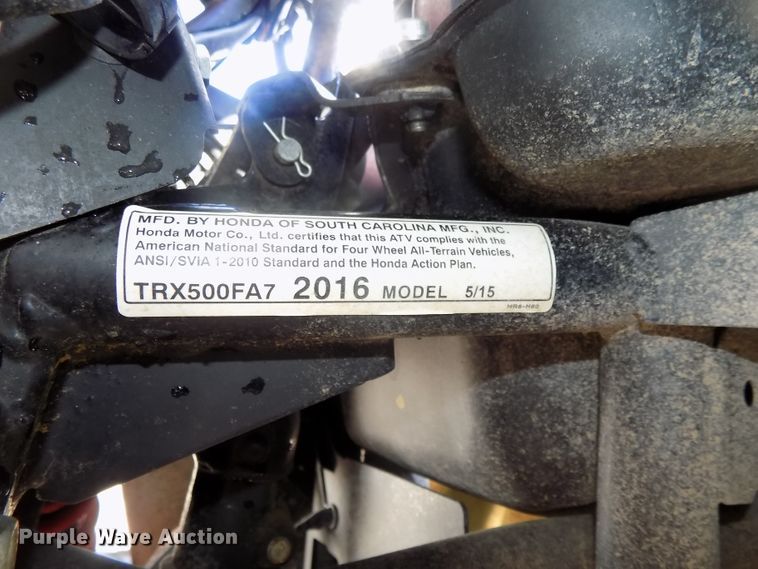 MFD. BY HONDA OF SOUTH CAROLINA MFG., INC.
Honda Motor Co., Ltd. certifies that this ATV complies with the
American National Standard for Four Wheel All-Terrain Vehicles,
ANSI/SVIA 1-2010 Standard and the Honda Action Plan.
TRX500FA7 2016 MODEL 5/15
Purple Wave Auction®